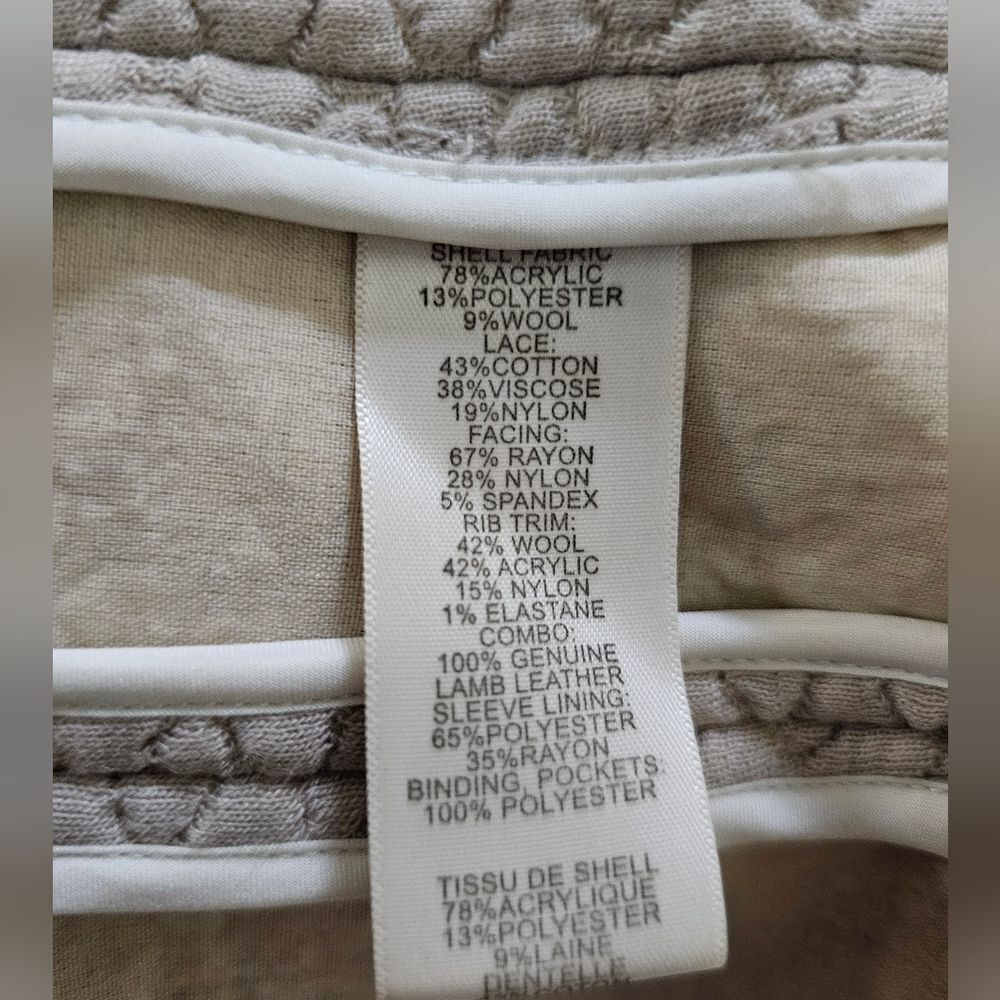 SHELL FABRIC
78%ACRYLIC
13%POLYESTER
9%WOOL
LACE:
43%COTTON
38%VISCOSE
19%NYLON
FACING:
67% RAYON
28% NYLON
5% SPANDEX
RIB TRIM:
42% WOOL
42% ACRYLIC
15% NYLON
1% ELASTANE
COMBO:
100% GENUINE
LAMB LEATHER
SLEEVE LINING:
65%POLYESTER
35%RAYON
BINDING, POCKETS:
100% POLYESTER
TISSU DE SHELL
78%ACRYLIQUE
13%POLYESTER
9%LAINE
DENTELLE